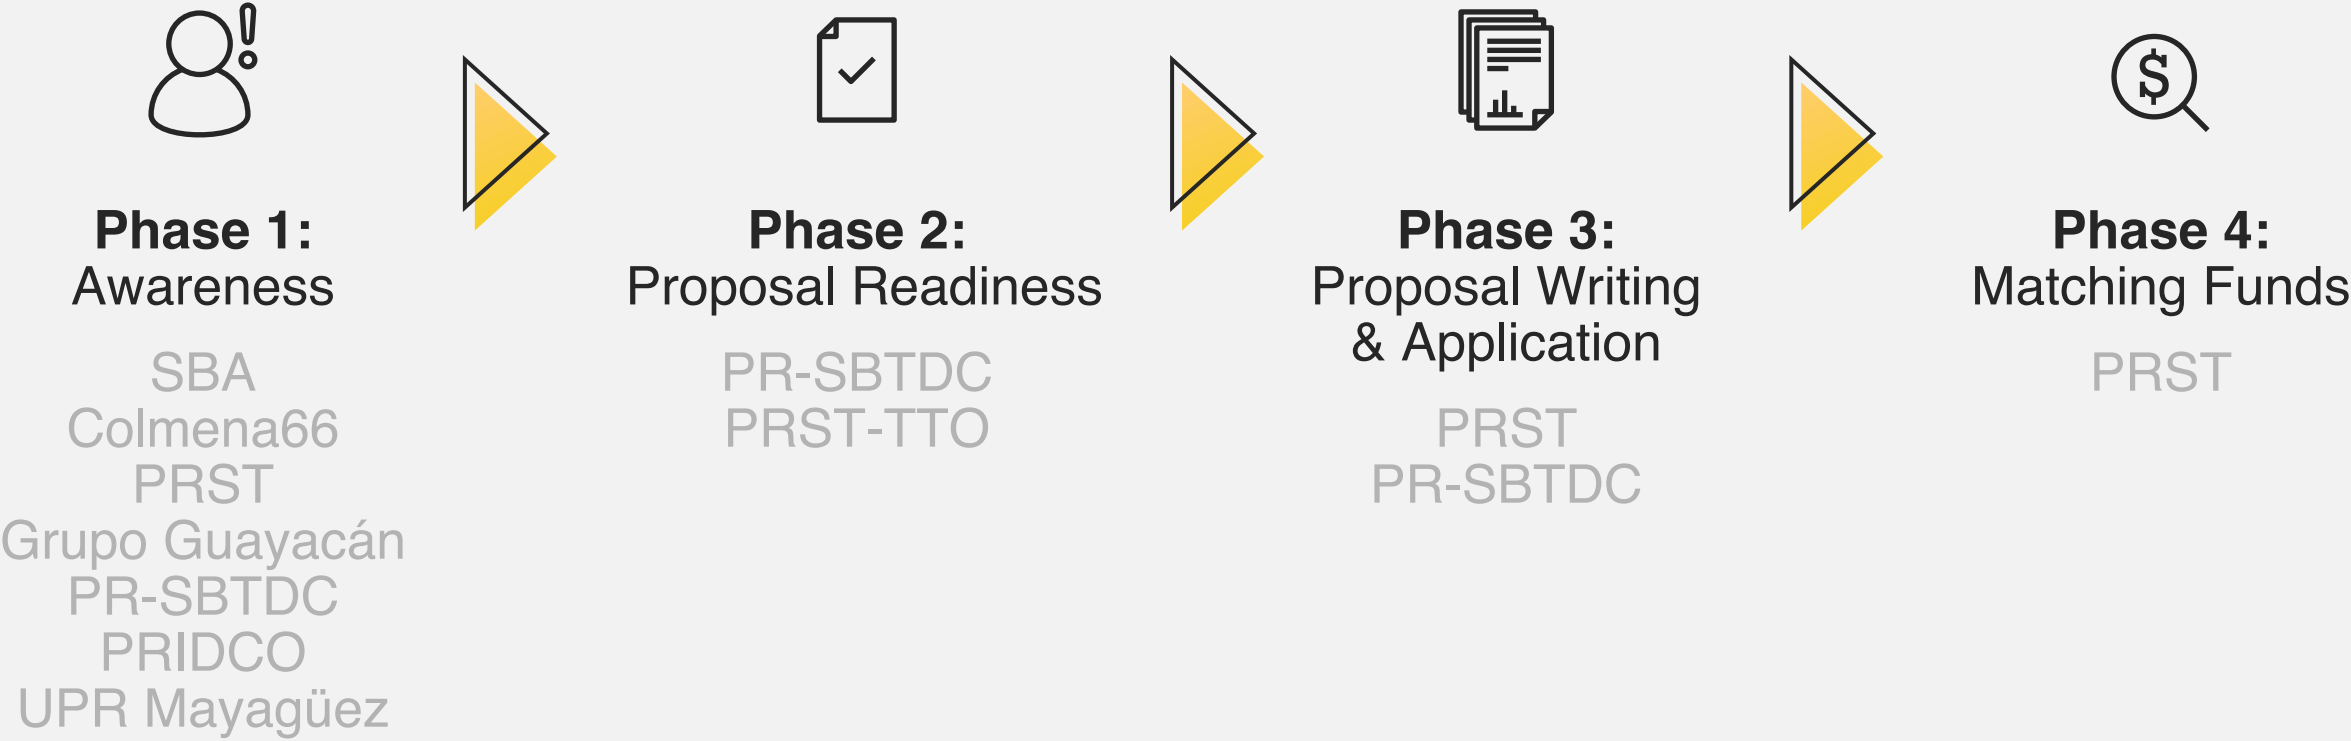 Phase 1:
Awareness
SBA
Colmena66
PRST
Grupo Guayacán
PR-SBTDC
PRIDCO
UPR Mayagüez
Phase 2:
Proposal Readiness
PR-SBTDC
PRST-TTO
Phase 3:
Proposal Writing
& Application
PRST
PR-SBTDC
Phase 4:
Matching Funds
PRST